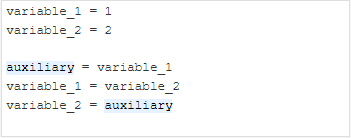 variable_1 = 1
variable_2 = 2
auxiliary = variable_1
variable_1 = variable_2
variable_2 = auxiliary